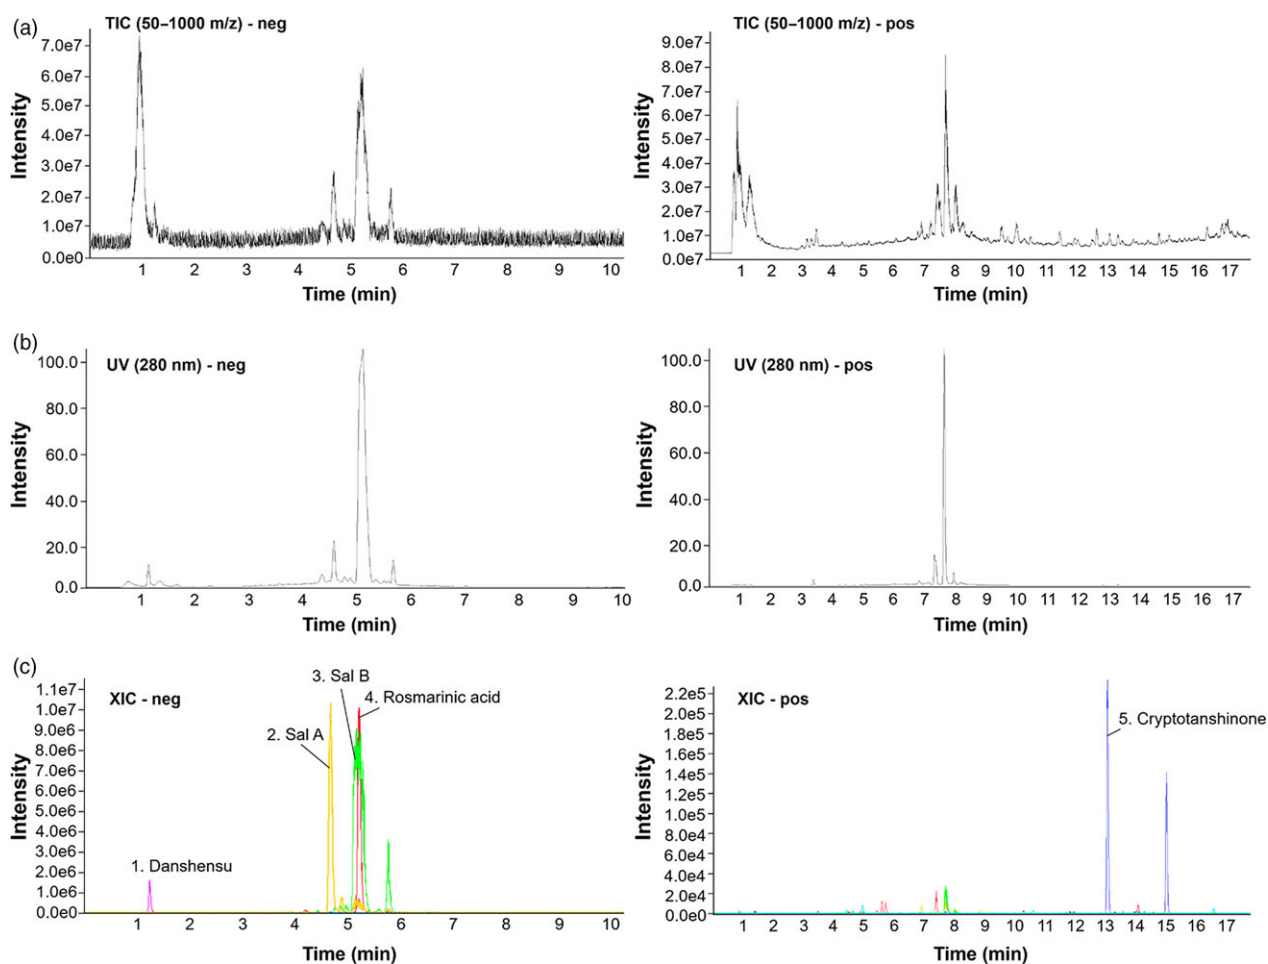 (a)
TIC (50–1000 m/z) - neg
Intensity
7.0e7
6.0e7
5.0e7
4.0e7
3.0e7
2.0e7
1.0e7
0.0e0
1 2 3 4 5 6 7 8 9 10
Time (min)
TIC (50–1000 m/z) - pos
Intensity
9.0e7
8.0e7
7.0e7
6.0e7
5.0e7
4.0e7
3.0e7
2.0e7
1.0e7
0.0e7
1 2 3 4 5 6 7 8 9 10 11 12 13 14 15 16 17
Time (min)
(b)
UV (280 nm) - neg
Intensity
100.0
80.0
60.0
40.0
20.0
0.0
1 2 3 4 5 6 7 8 9 10
Time (min)
UV (280 nm) - pos
Intensity
100.0
80.0
60.0
40.0
20.0
0.0
1 2 3 4 5 6 7 8 9 10 11 12 13 14 15 16 17
Time (min)
(c)
XIC - neg
Intensity
1.1e7
1.0e7
9.0e6
8.0e6
7.0e6
6.0e6
5.0e6
4.0e6
3.0e6
2.0e6
1.0e6
0.0e0
1. Danshensu
2. Sal A
3. Sal B
4. Rosmarinic acid
1 2 3 4 5 6 7 8 9 10
Time (min)
XIC - pos
Intensity
2.2e5
2.0e5
1.8e5
1.6e5
1.4e5
1.2e5
1.0e5
8.0e4
6.0e4
4.0e4
2.0e4
0.0e0
5. Cryptotanshinone
1 2 3 4 5 6 7 8 9 10 11 12 13 14 15 16 17
Time (min)